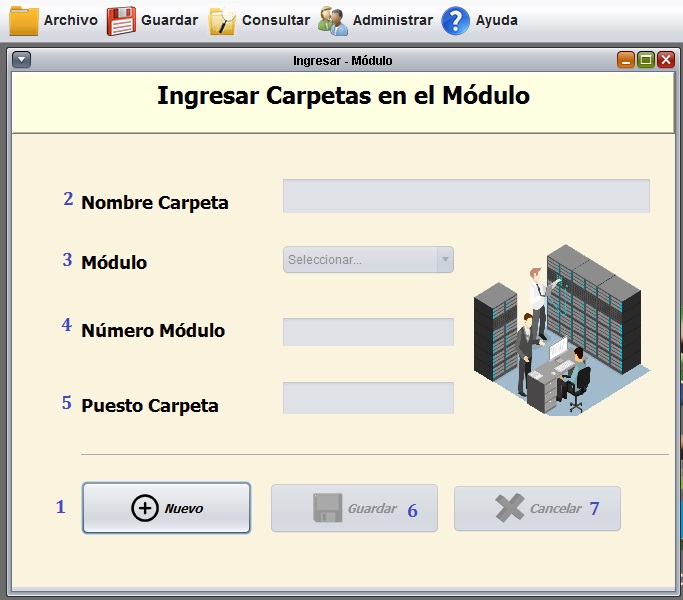 Archivo Guardar Consultar Administrar Ayuda
Ingresar - Módulo
Ingresar Carpetas en el Módulo
2 Nombre Carpeta
3 Módulo Seleccionar...
4 Número Módulo
5 Puesto Carpeta
1 Nuevo Guardar 6 Cancelar 7